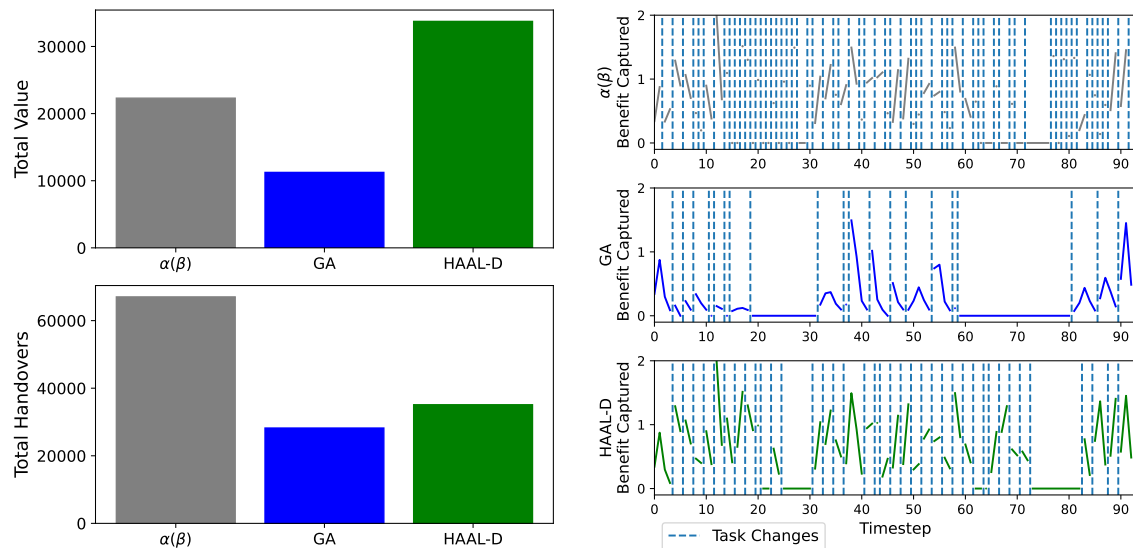 Total Value
30000
20000
10000
0
α(β) GA HAAL-D
Total Handovers
60000
40000
20000
0
α(β) GA HAAL-D
α(β)
Benefit Captured
2
1
0
0 10 20 30 40 50 60 70 80 90
GA
Benefit Captured
2
1
0
0 10 20 30 40 50 60 70 80 90
HAAL-D
Benefit Captured
2
1
0
0 10 20 30 40 50 60 70 80 90
Timestep
Task Changes